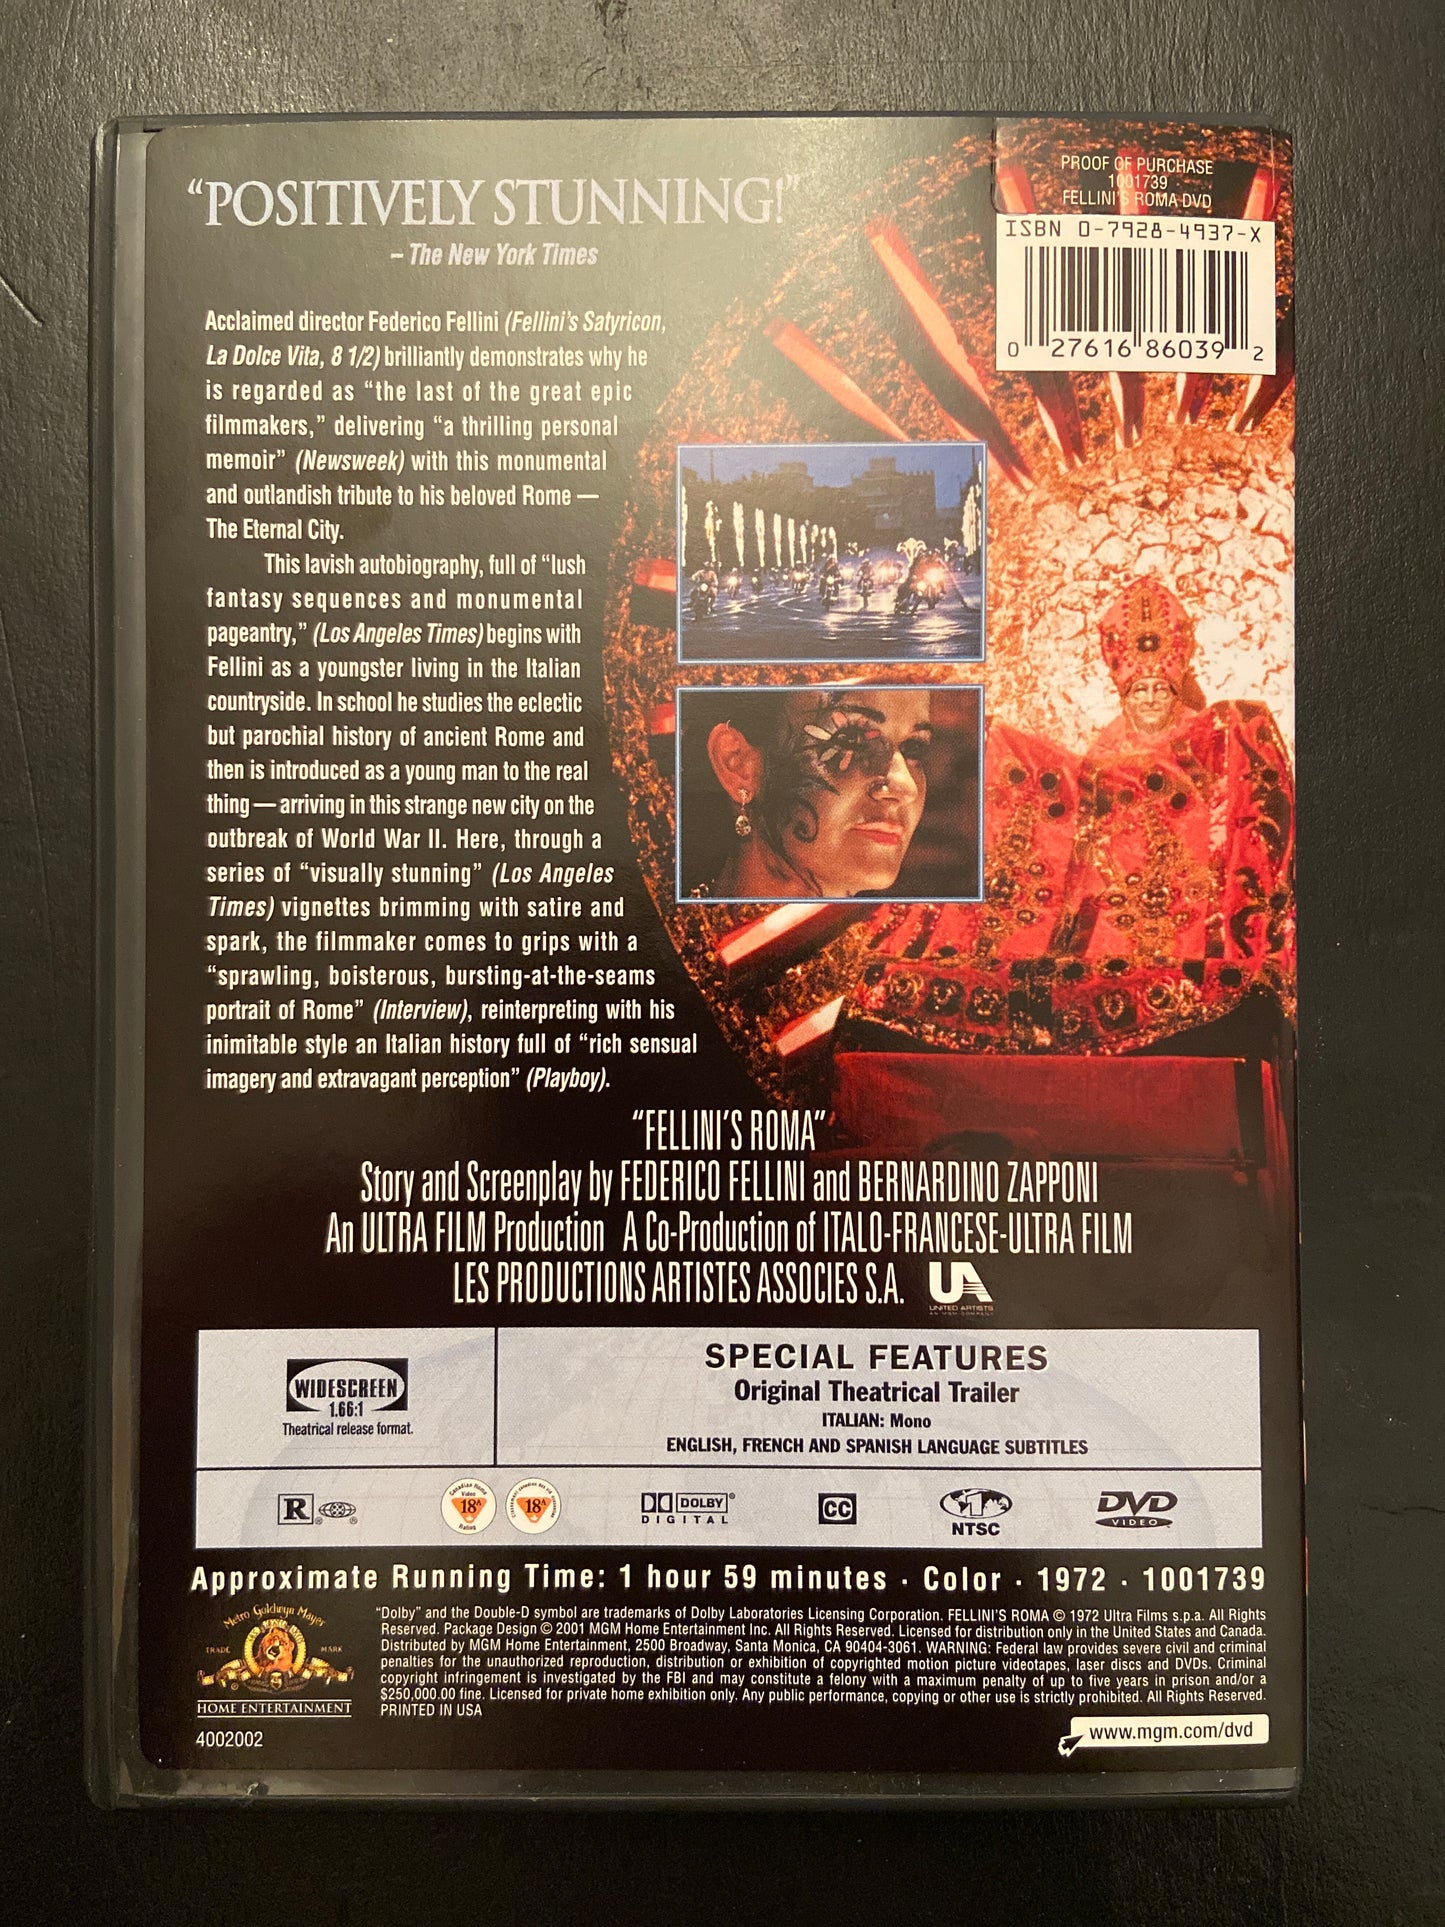 "POSITIVELY STUNNING!"
– The New York Times
PROOF OF PURCHASE
1001739
FELLINI'S ROMA DVD
ISBN 0-7928-4937-X
0 27616 86039 2
Acclaimed director Federico Fellini (Fellini's Satyricon,
La Dolce Vita, 8 1/2) brilliantly demonstrates why he
is regarded as "the last of the great epic
filmmakers," delivering "a thrilling personal
memoir" (Newsweek) with this monumental
and outlandish tribute to his beloved Rome —
The Eternal City.
This lavish autobiography, full of "lush
fantasy sequences and monumental
pageantry," (Los Angeles Times) begins with
Fellini as a youngster living in the Italian
countryside. In school he studies the eclectic
but parochial history of ancient Rome and
then is introduced as a young man to the real
thing — arriving in this strange new city on the
outbreak of World War II. Here, through a
series of "visually stunning" (Los Angeles
Times) vignettes brimming with satire and
spark, the filmmaker comes to grips with a
"sprawling, boisterous, bursting-at-the-seams
portrait of Rome" (Interview), reinterpreting with his
inimitable style an Italian history full of "rich sensual
imagery and extravagant perception" (Playboy).
"FELLINI'S ROMA"
Story and Screenplay by FEDERICO FELLINI and BERNARDINO ZAPPONI
An ULTRA FILM Production A Co-Production of ITALO-FRANCESE-ULTRA FILM
LES PRODUCTIONS ARTISTES ASSOCIES S.A. UA
UNITED ARTISTS
AN MGM COMPANY
WIDESCREEN
1.66:1
Theatrical release format.
SPECIAL FEATURES
Original Theatrical Trailer
ITALIAN: Mono
ENGLISH, FRENCH AND SPANISH LANGUAGE SUBTITLES
R ®
Canadian Home Video 18A Rating
18A
DOLBY®
DIGITAL
CC
1
NTSC
DVD
VIDEO
Approximate Running Time: 1 hour 59 minutes · Color · 1972 · 1001739
Metro Goldwyn Mayer
TRADE MARK
HOME ENTERTAINMENT
4002002
"Dolby" and the Double-D symbol are trademarks of Dolby Laboratories Licensing Corporation. FELLINI'S ROMA © 1972 Ultra Films s.p.a. All Rights
Reserved. Package Design © 2001 MGM Home Entertainment Inc. All Rights Reserved. Licensed for distribution only in the United States and Canada.
Distributed by MGM Home Entertainment, 2500 Broadway, Santa Monica, CA 90404-3061. WARNING: Federal law provides severe civil and criminal
penalties for the unauthorized reproduction, distribution or exhibition of copyrighted motion picture videotapes, laser discs and DVDs. Criminal
copyright infringement is investigated by the FBI and may constitute a felony with a maximum penalty of up to five years in prison and/or a
$250,000.00 fine. Licensed for private home exhibition only. Any public performance, copying or other use is strictly prohibited. All Rights Reserved.
PRINTED IN USA
www.mgm.com/dvd